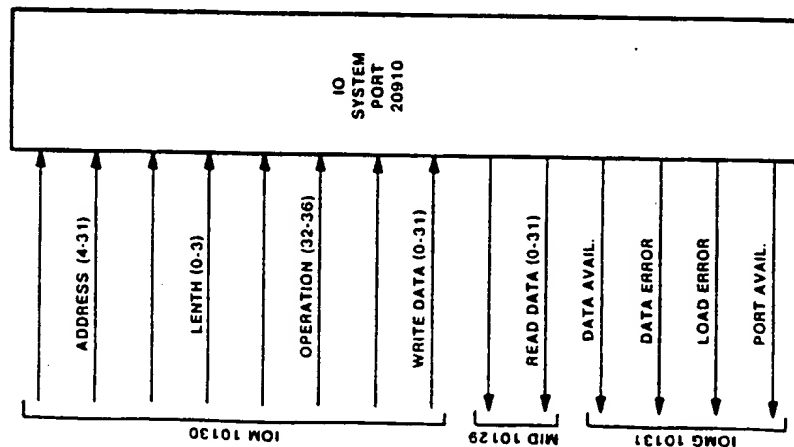 IO
SYSTEM
PORT
20910
ADDRESS (4-31)
LENTH (0-3)
OPERATION (32-36)
WRITE DATA (0-31)
READ DATA (0-31)
DATA AVAIL.
DATA ERROR
LOAD ERROR
PORT AVAIL.
IOM 10130
MID 10129
IOMG 10131